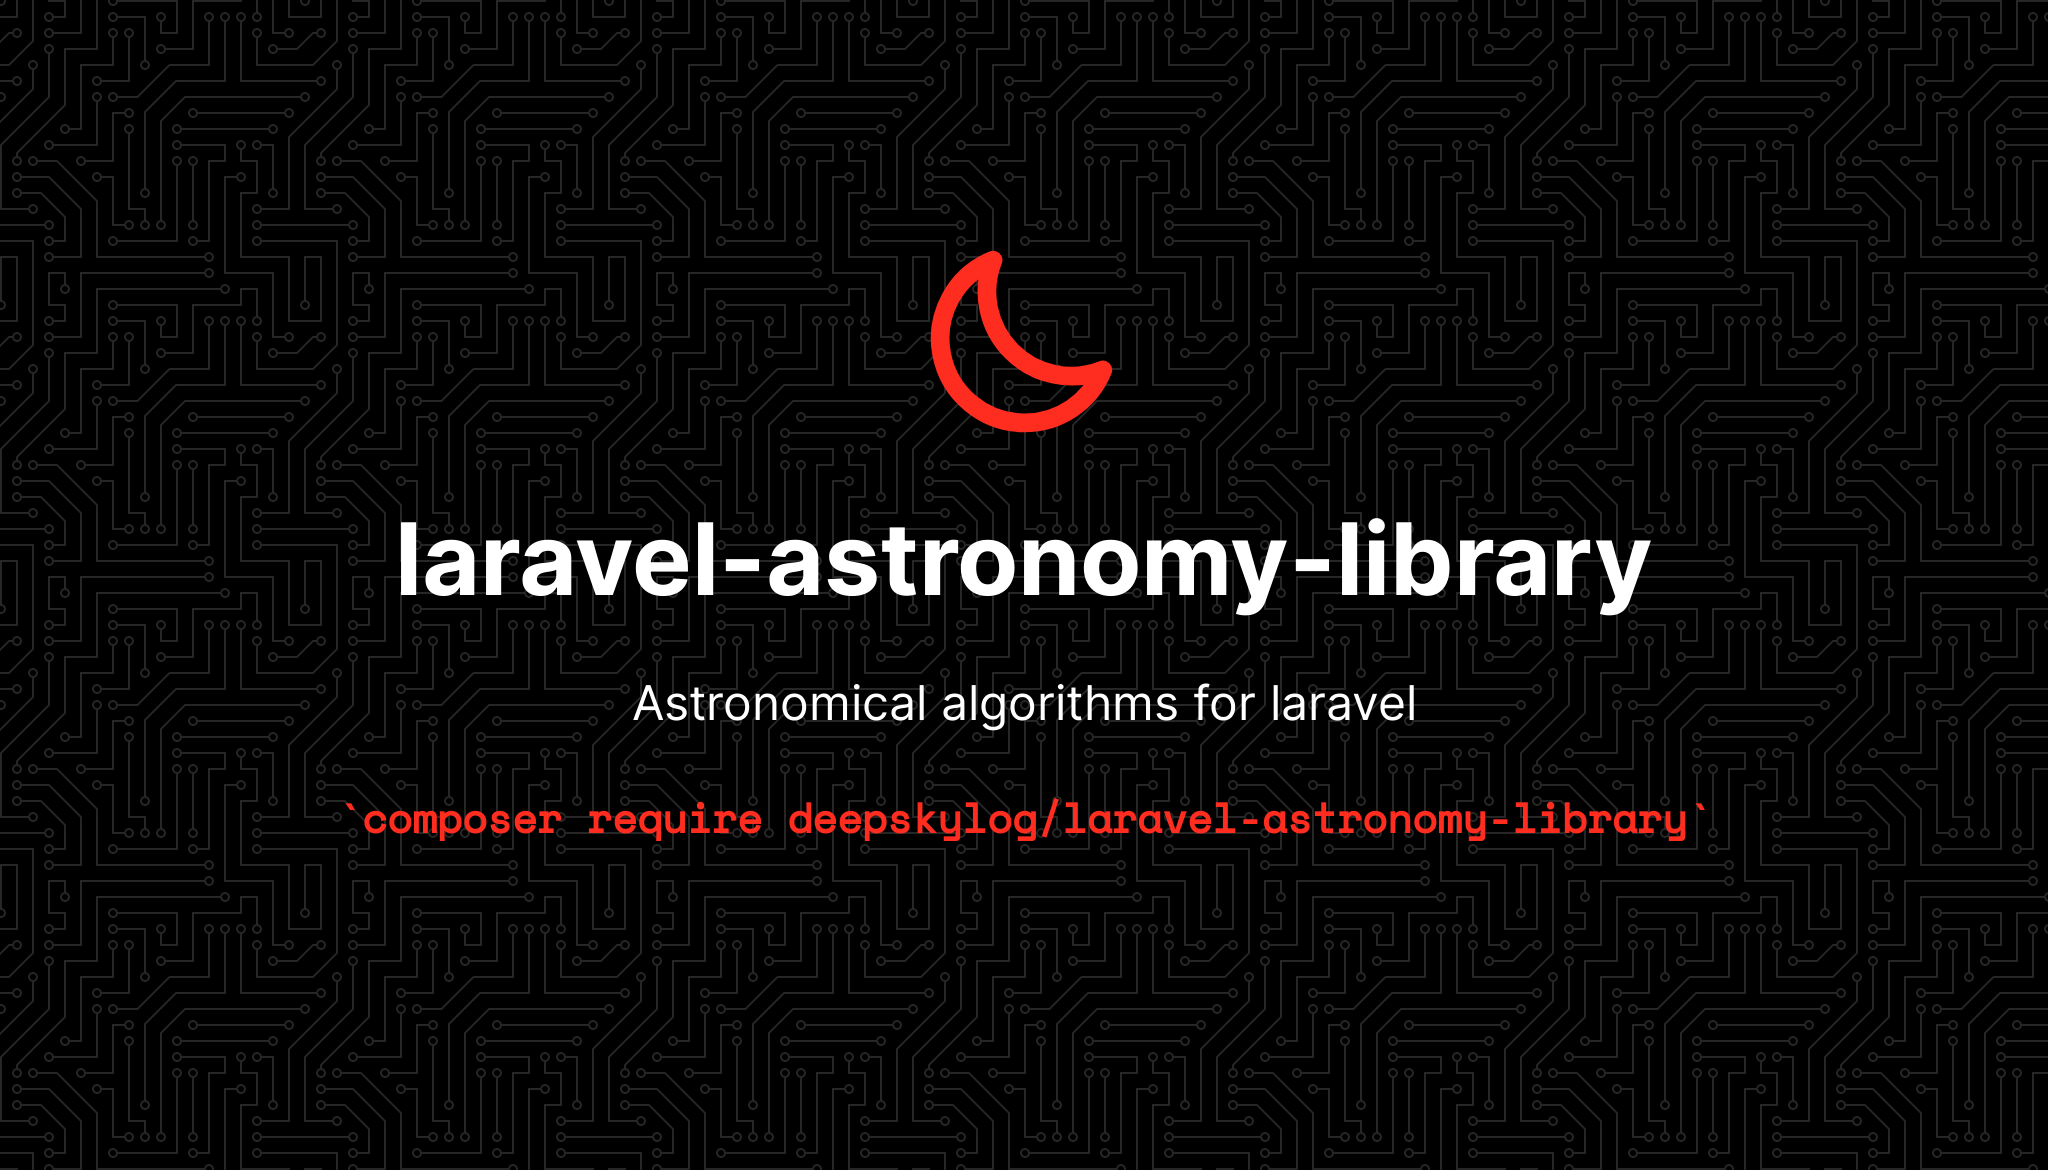 laravel-astronomy-library
Astronomical algorithms for laravel
`composer require deepskylog/laravel-astronomy-library`